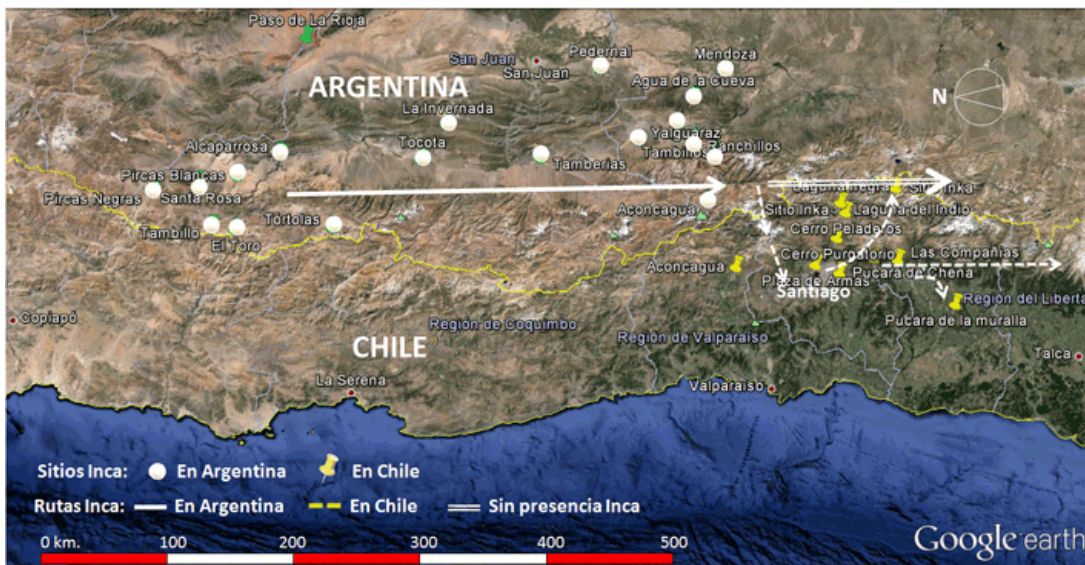 Paso de La Rioja
ARGENTINA
San Juan
San Juan
Pedernal
Mendoza
Agua de la Cueva
N
La Invernada
Yalguaraz
Alcaparrosa
Tocota
Tamberias
Tambillos
Ranchillos
Pircas Blancas
Pircas Negras
Santa Rosa
Laguna Negra
Sitio Inka
Tambillo
El Toro
Tortolas
Aconcagua
Sitio Inka
Laguna del Indio
Cerro Peladeros
Aconcagua
Cerro Purgatorio
Las Compañias
Plaza de Armas
Pucara de Chena
Santiago
Región del Liberta
Copiapó
Región de Coquimbo
Pucara de la muralla
CHILE
Región de Valparaíso
Talca
La Serena
Valparaíso
Sitios Inca: En Argentina En Chile
Rutas Inca: En Argentina En Chile Sin presencia Inca
0 km. 100 200 300 400 500
Google earth